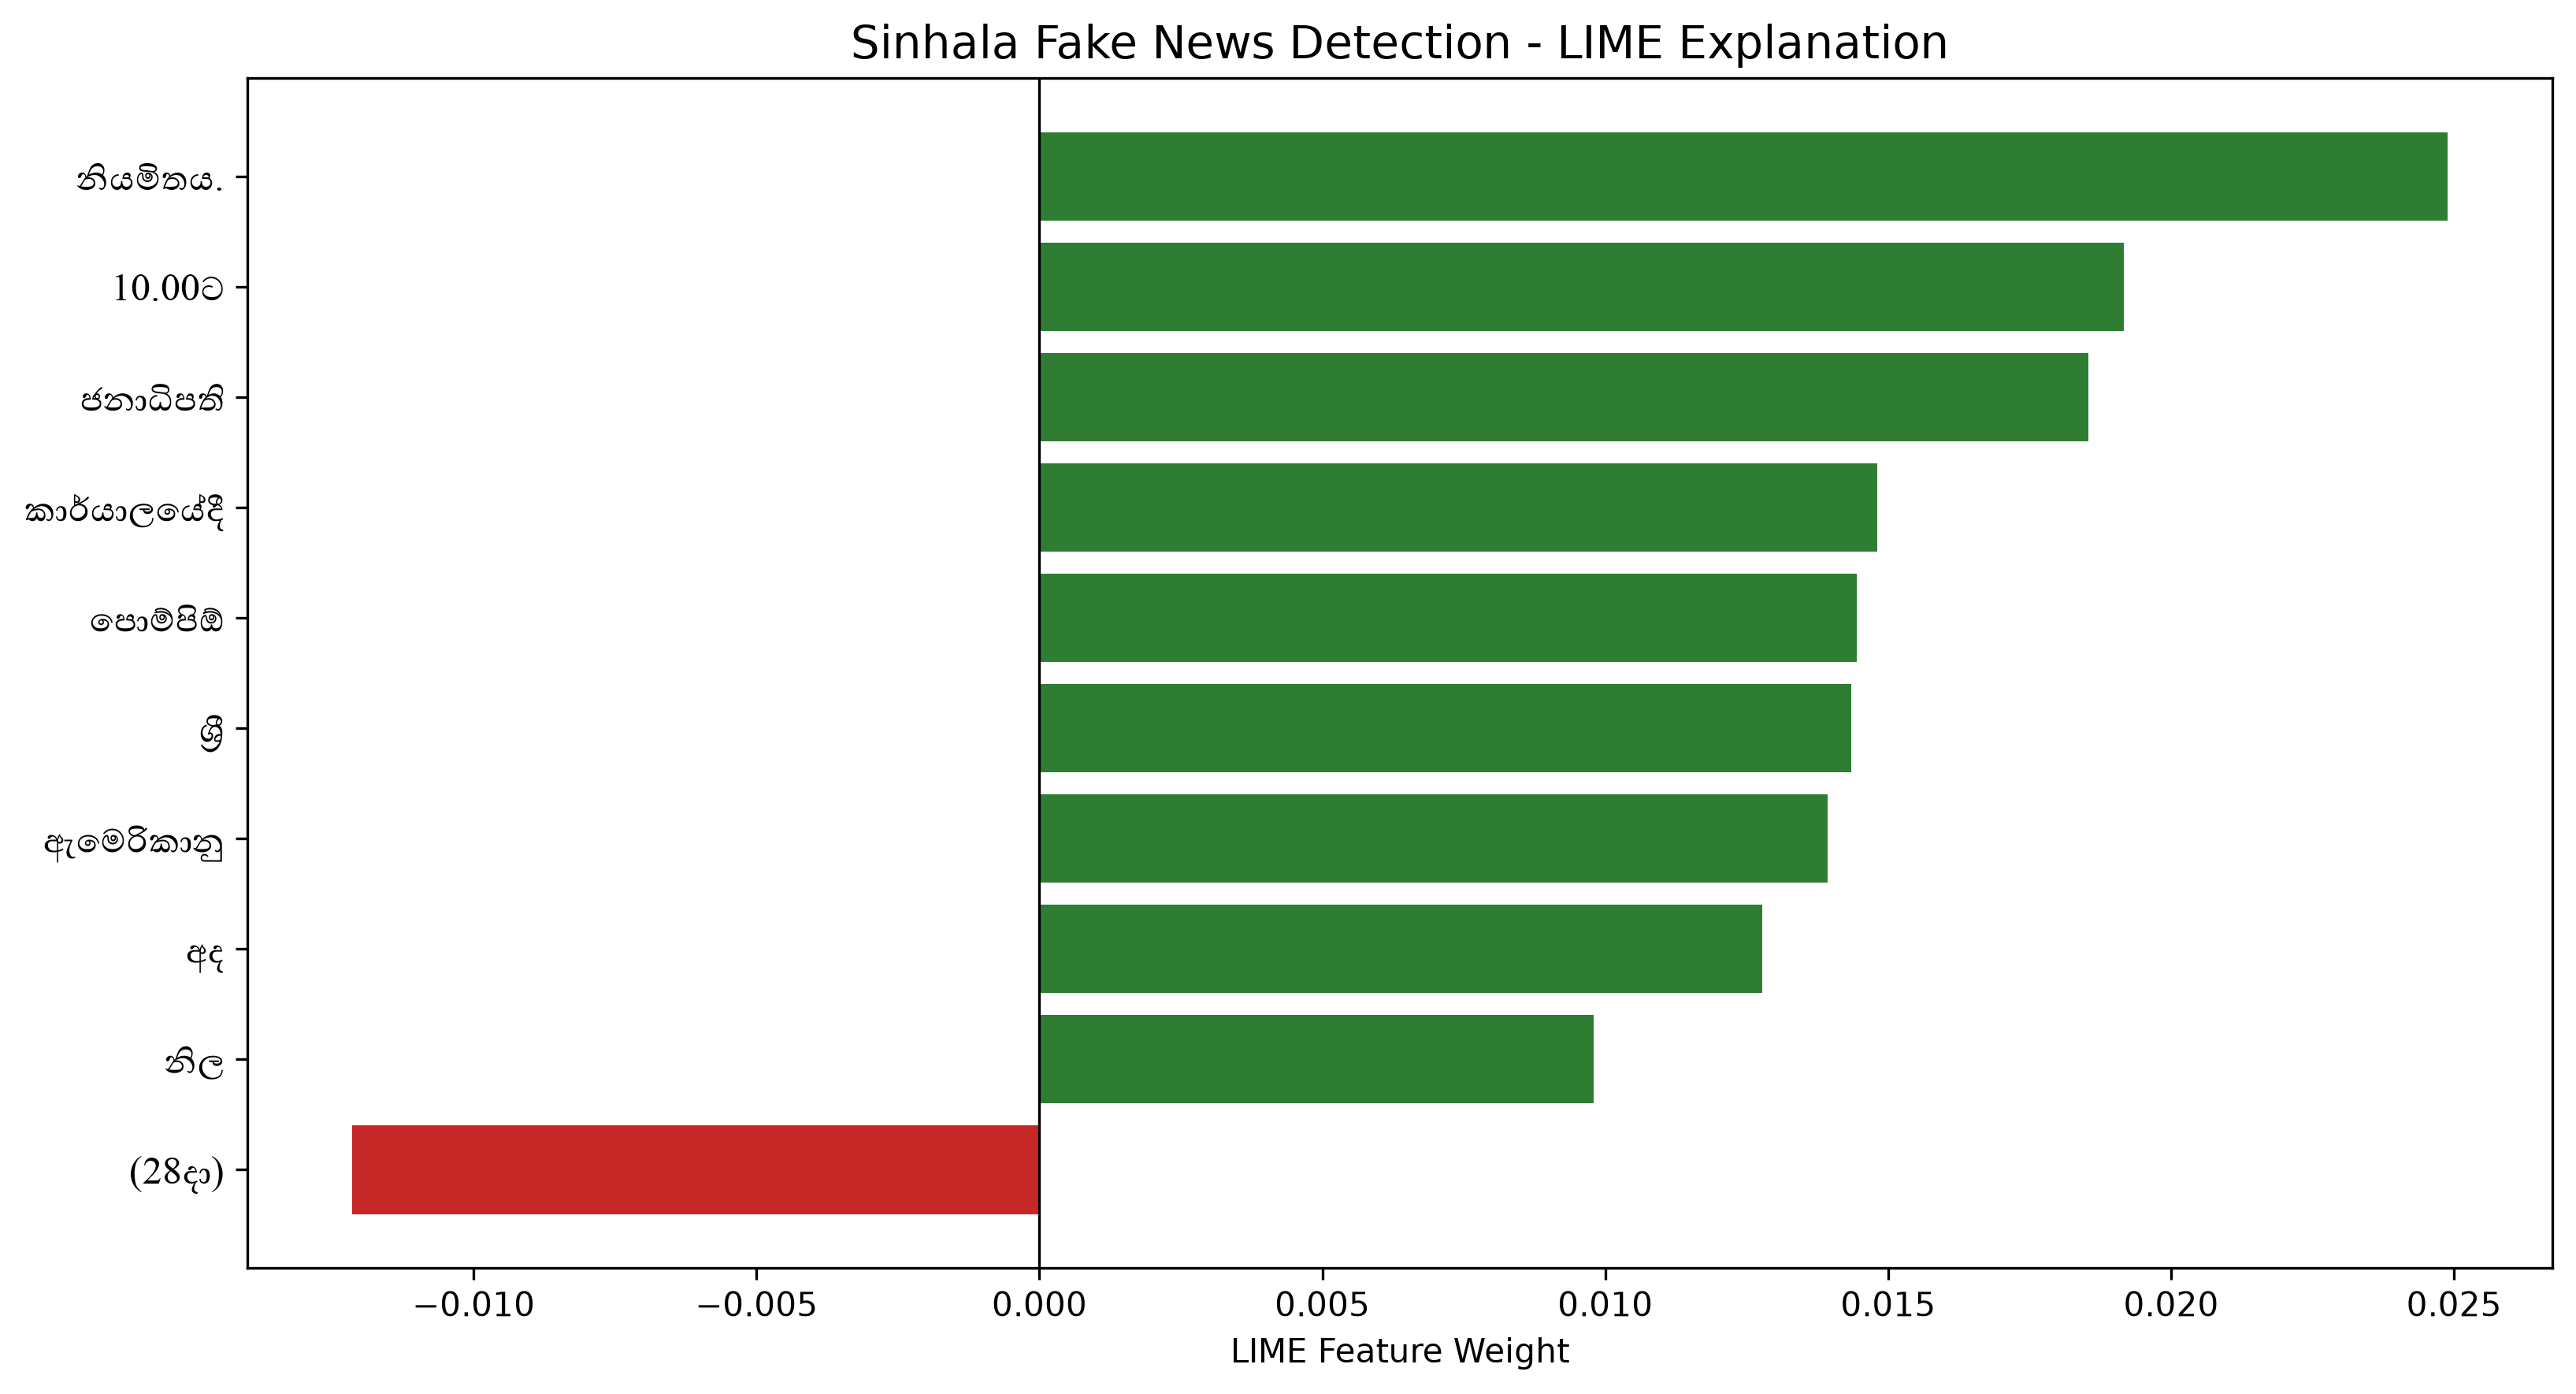 Sinhala Fake News Detection - LIME Explanation
නියමිතය.
10.00ට
ජනාධිපති
කාර්යාලයේදී
පොම්පිඕ
ශ්‍රී
ඇමෙරිකානු
අද
නිල
(28දා)
−0.010 −0.005 0.000 0.005 0.010 0.015 0.020 0.025
LIME Feature Weight